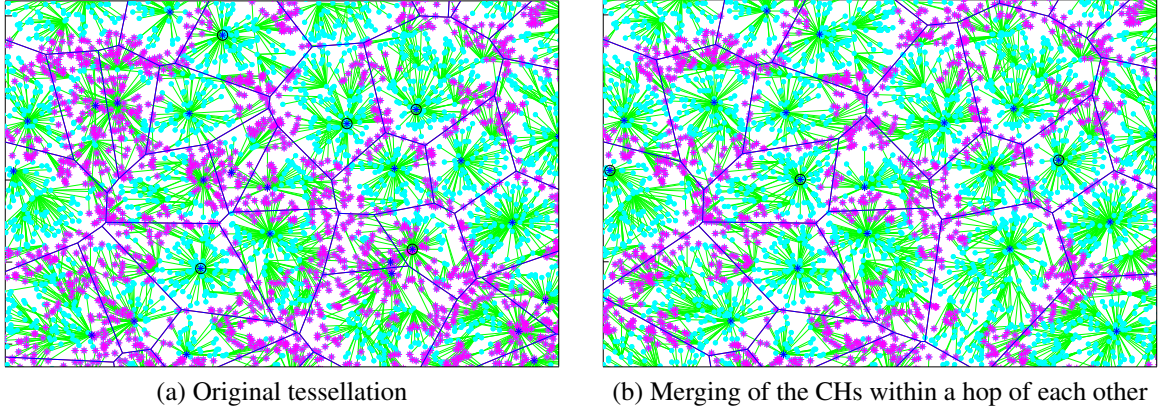 (a) Original tessellation
(b) Merging of the CHs within a hop of each other